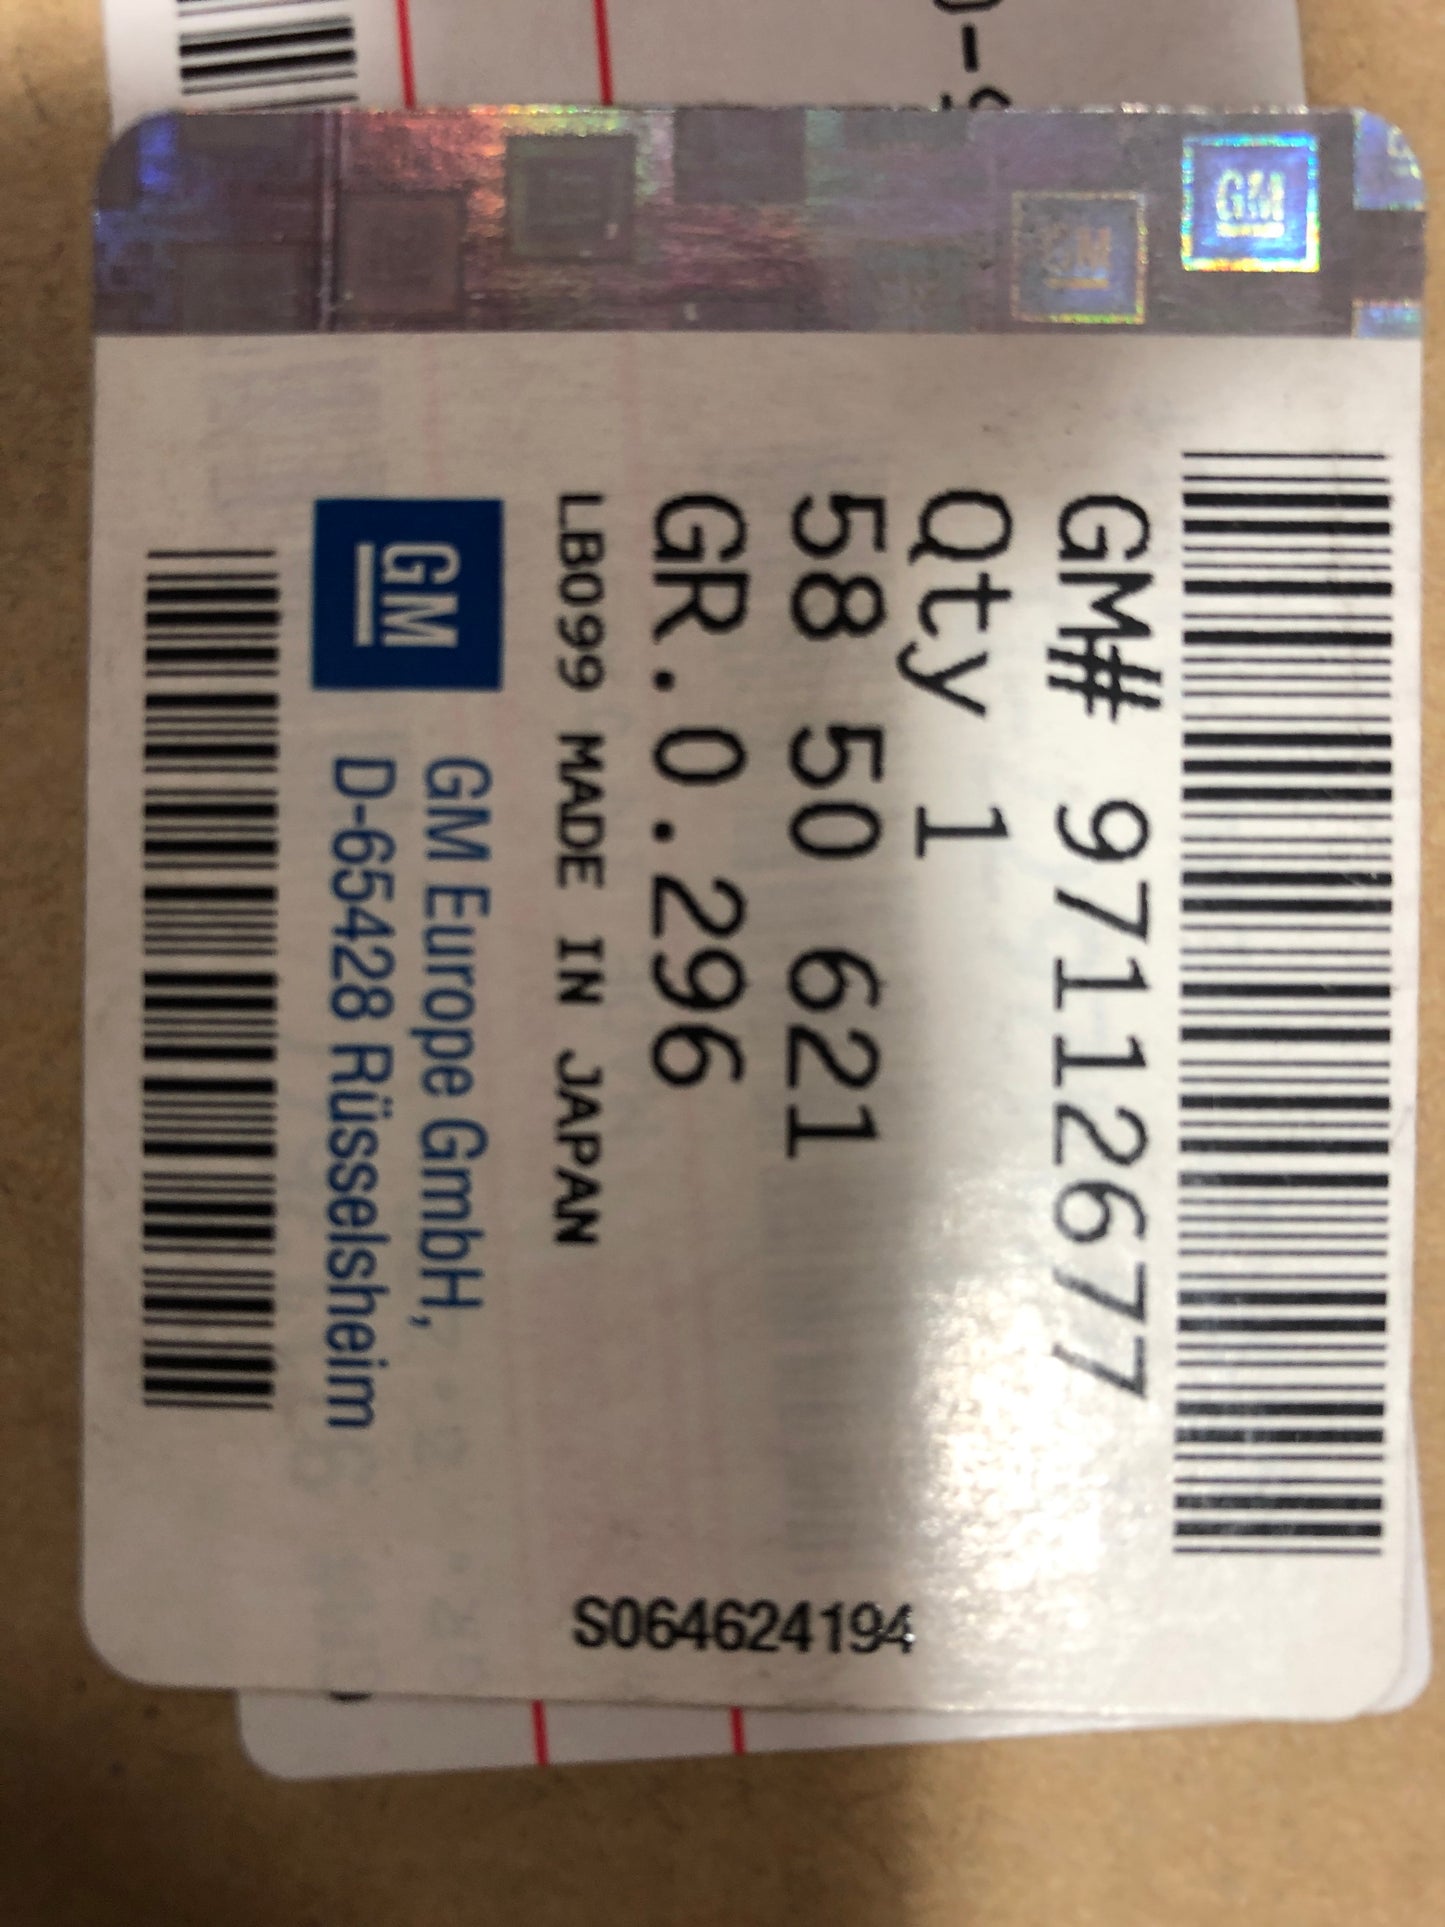 GM
GM
GM# 97112677
Qty 1
58 50 621
GR.0.296
LB099 MADE IN JAPAN
GM
GM Europe GmbH,
D-65428 Rüsselsheim
S064624194